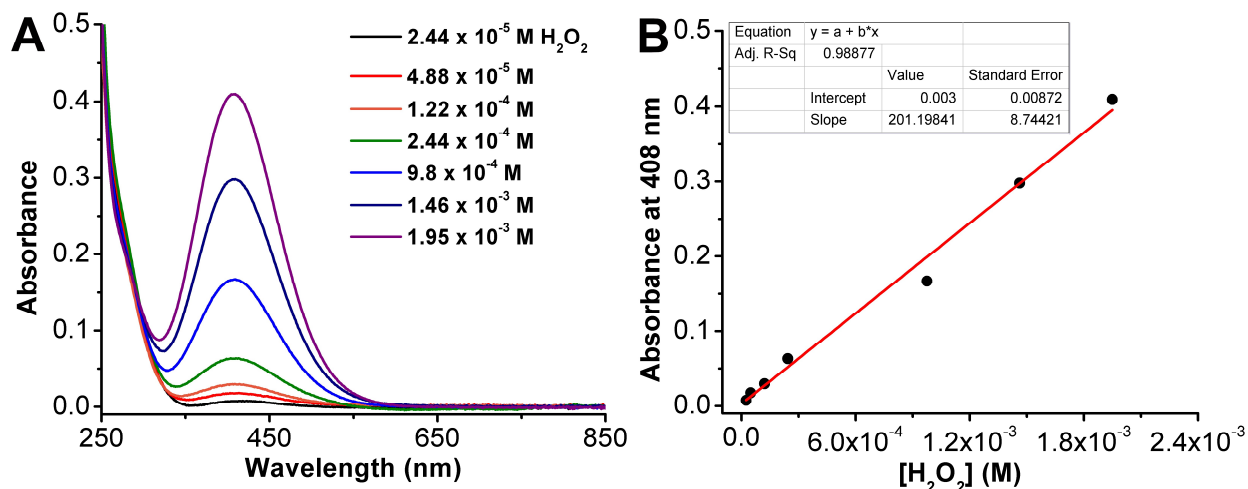 A
Absorbance
0.5
0.4
0.3
0.2
0.1
0.0
250
450
650
850
Wavelength (nm)
2.44 x 10⁻⁵ M H₂O₂
4.88 x 10⁻⁵ M
1.22 x 10⁻⁴ M
2.44 x 10⁻⁴ M
9.8 x 10⁻⁴ M
1.46 x 10⁻³ M
1.95 x 10⁻³ M
B
Absorbance at 408 nm
0.5
0.4
0.3
0.2
0.1
0.0
0.0
6.0x10⁻⁴
1.2x10⁻³
1.8x10⁻³
2.4x10⁻³
[H₂O₂] (M)
Equation y = a + b*x
Adj. R-Sq 0.98877
Value Standard Error
Intercept 0.003 0.00872
Slope 201.19841 8.74421